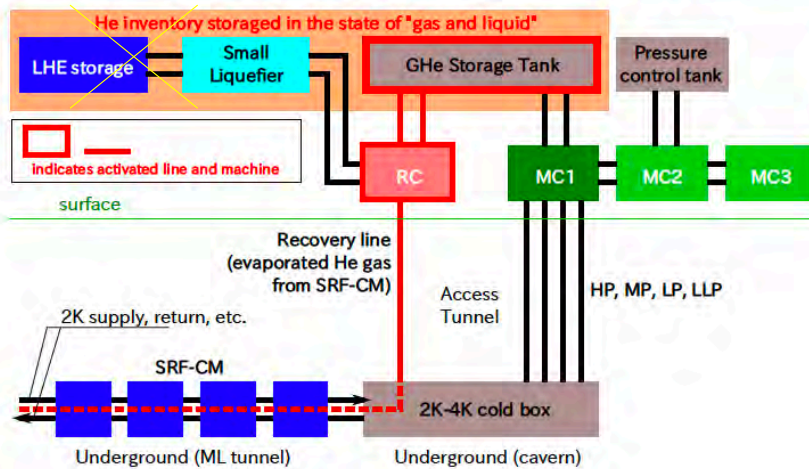 He inventory storaged in the state of "gas and liquid"
LHE storage
Small
Liquefier
GHe Storage Tank
Pressure
control tank
indicates activated line and machine
RC
MC1
MC2
MC3
surface
Recovery line
(evaporated He gas
from SRF-CM)
Access
Tunnel
HP, MP, LP, LLP
2K supply, return, etc.
SRF-CM
2K-4K cold box
Underground (ML tunnel)
Underground (cavern)